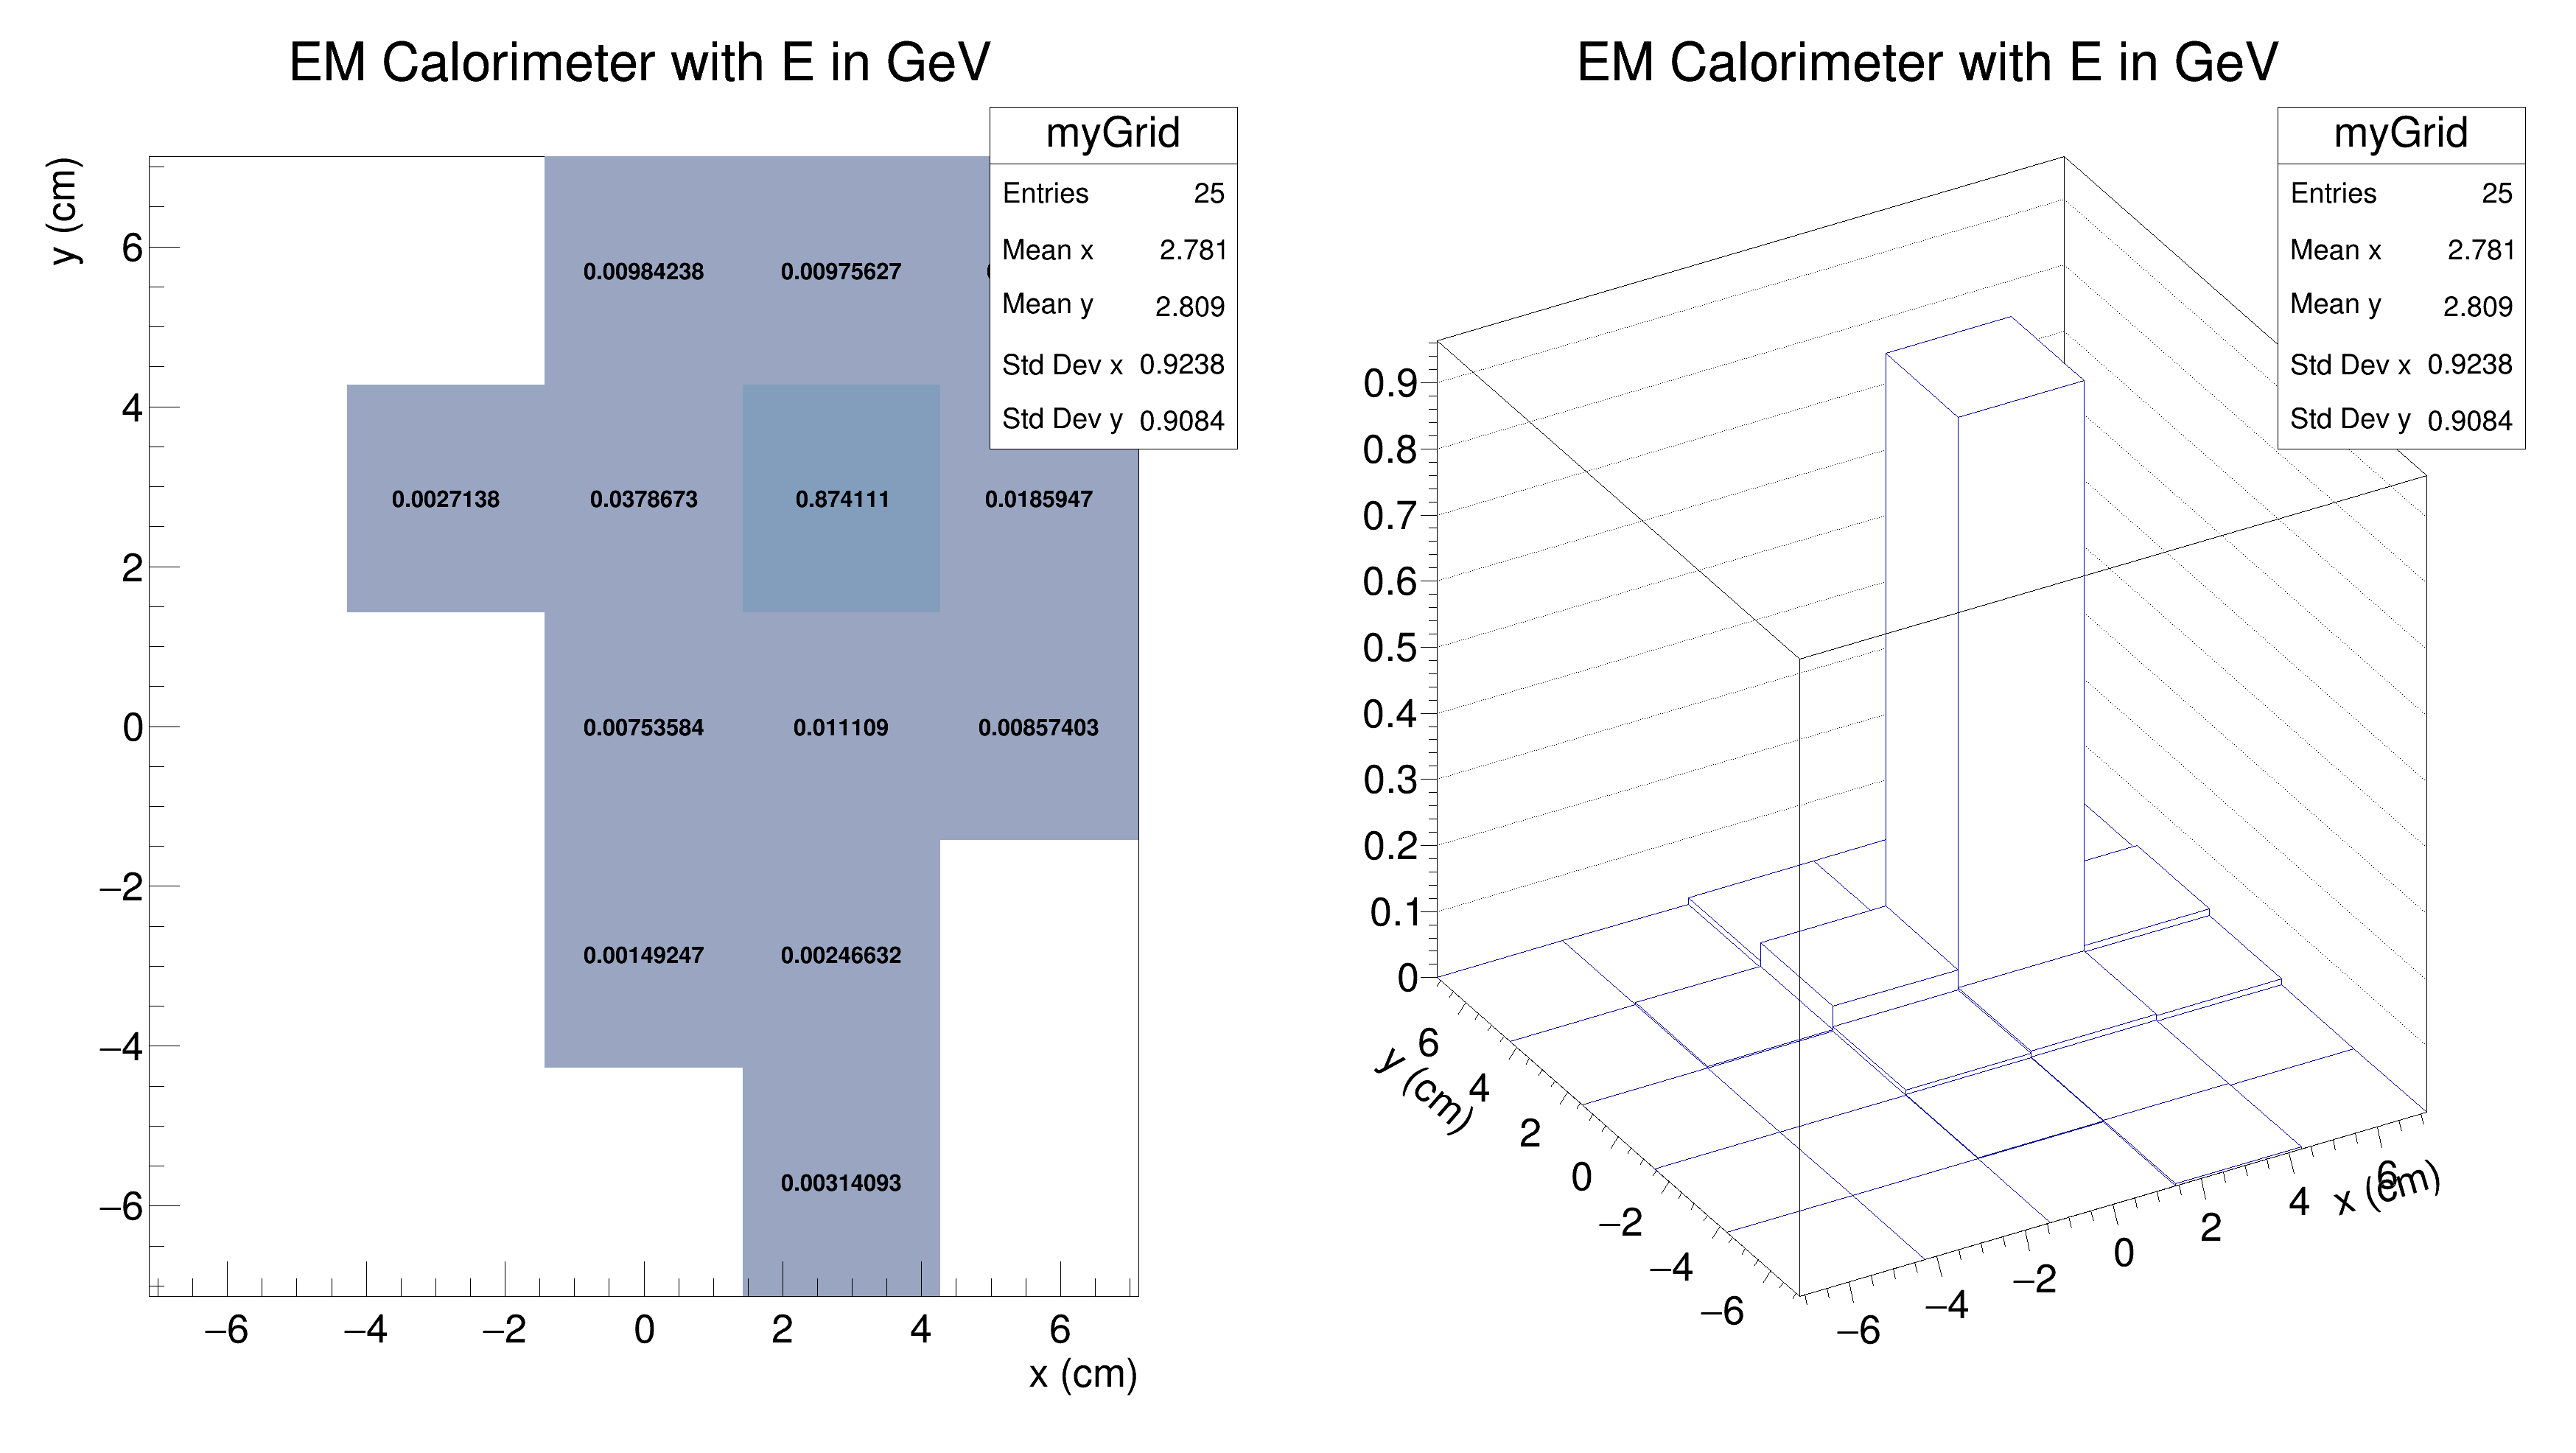 EM Calorimeter with E in GeV
myGrid
Entries 25
Mean x 2.781
Mean y 2.809
Std Dev x 0.9238
Std Dev y 0.9084
y (cm)
6
4
2
0
−2
−4
−6
0.00984238 0.00975627
0.0027138 0.0378673 0.874111 0.0185947
0.00753584 0.011109 0.00857403
0.00149247 0.00246632
0.00314093
−6 −4 −2 0 2 4 6
x (cm)
EM Calorimeter with E in GeV
myGrid
Entries 25
Mean x 2.781
Mean y 2.809
Std Dev x 0.9238
Std Dev y 0.9084
0.9
0.8
0.7
0.6
0.5
0.4
0.3
0.2
0.1
0
y (cm)
6
4
2
0
−2
−4
−6
−6 −4 −2 0 2 4 6
x (cm)